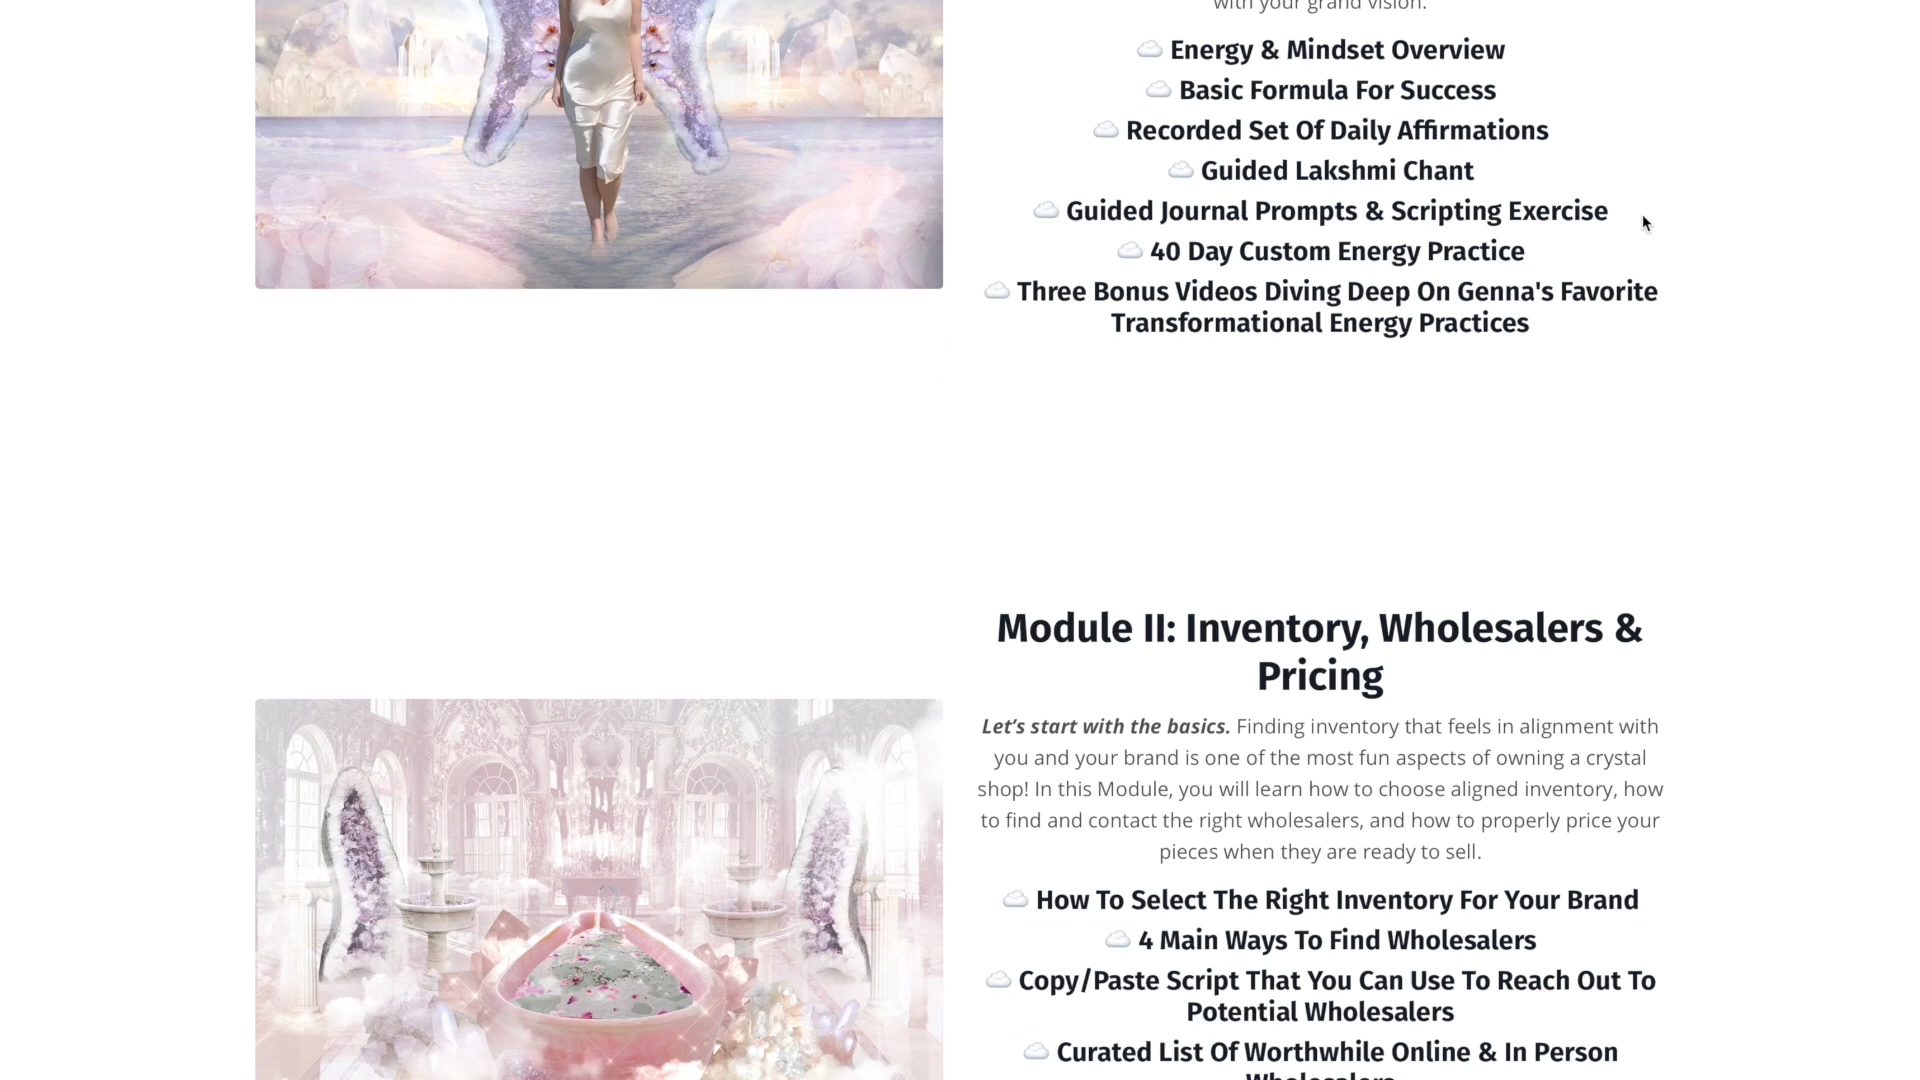 with your grand vision.
☁️ Energy & Mindset Overview
☁️ Basic Formula For Success
☁️ Recorded Set Of Daily Affirmations
☁️ Guided Lakshmi Chant
☁️ Guided Journal Prompts & Scripting Exercise
☁️ 40 Day Custom Energy Practice
☁️ Three Bonus Videos Diving Deep On Genna's Favorite
Transformational Energy Practices
Module II: Inventory, Wholesalers &
Pricing
Let’s start with the basics. Finding inventory that feels in alignment with
you and your brand is one of the most fun aspects of owning a crystal
shop! In this Module, you will learn how to choose aligned inventory, how
to find and contact the right wholesalers, and how to properly price your
pieces when they are ready to sell.
☁️ How To Select The Right Inventory For Your Brand
☁️ 4 Main Ways To Find Wholesalers
☁️ Copy/Paste Script That You Can Use To Reach Out To
Potential Wholesalers
☁️ Curated List Of Worthwhile Online & In Person
Wholesalers